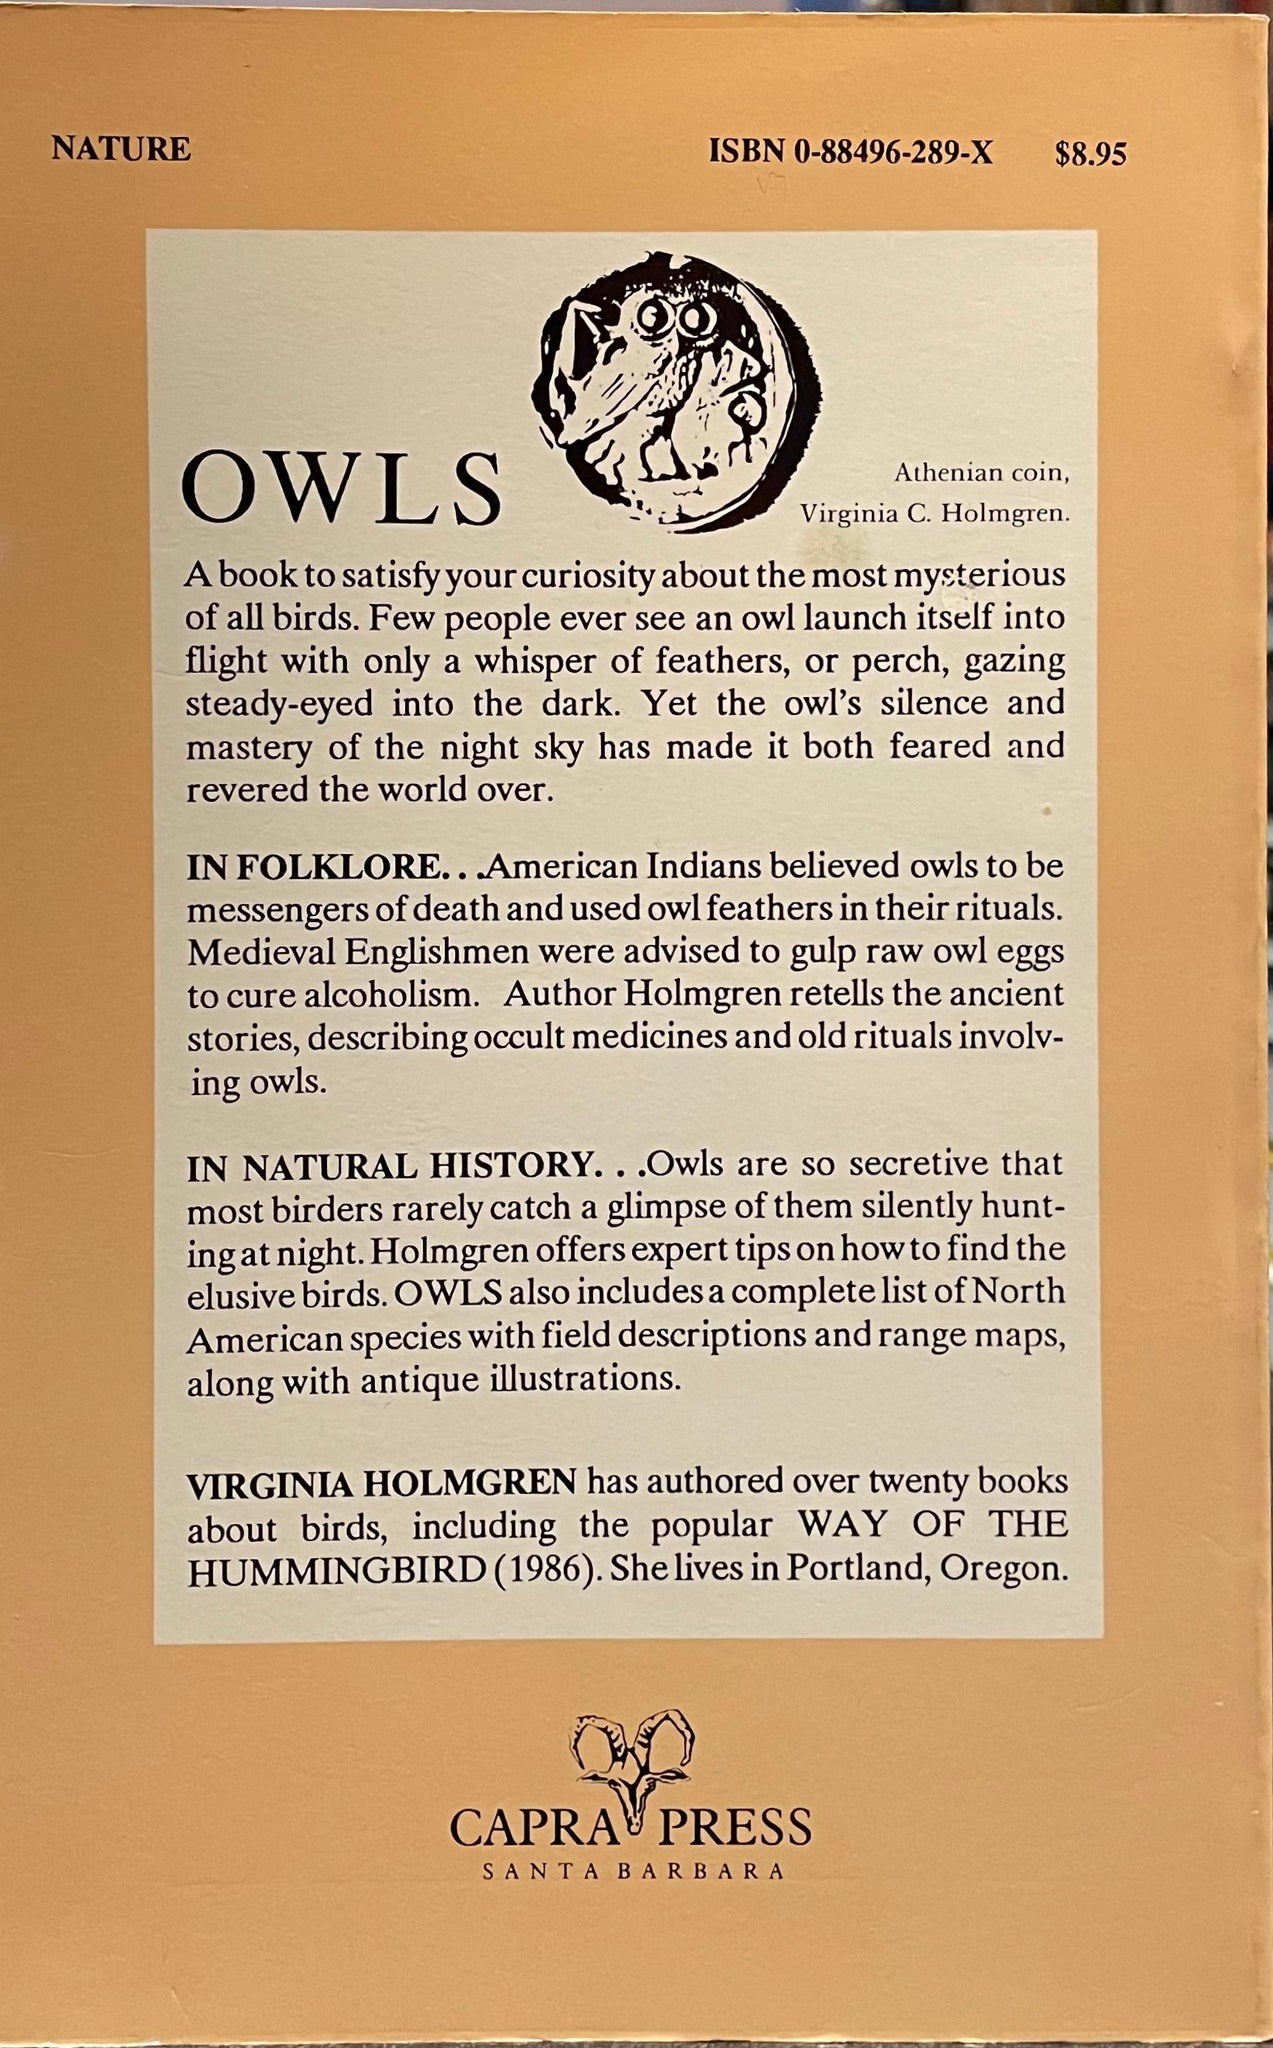 NATURE ISBN 0-88496-289-X $8.95
OWLS
Athenian coin,
Virginia C. Holmgren.
A book to satisfy your curiosity about the most mysterious
of all birds. Few people ever see an owl launch itself into
flight with only a whisper of feathers, or perch, gazing
steady-eyed into the dark. Yet the owl's silence and
mastery of the night sky has made it both feared and
revered the world over.
IN FOLKLORE. . .American Indians believed owls to be
messengers of death and used owl feathers in their rituals.
Medieval Englishmen were advised to gulp raw owl eggs
to cure alcoholism. Author Holmgren retells the ancient
stories, describing occult medicines and old rituals involv-
ing owls.
IN NATURAL HISTORY. . .Owls are so secretive that
most birders rarely catch a glimpse of them silently hunt-
ing at night. Holmgren offers expert tips on how to find the
elusive birds. OWLS also includes a complete list of North
American species with field descriptions and range maps,
along with antique illustrations.
VIRGINIA HOLMGREN has authored over twenty books
about birds, including the popular WAY OF THE
HUMMINGBIRD (1986). She lives in Portland, Oregon.
CAPRA PRESS
SANTA BARBARA